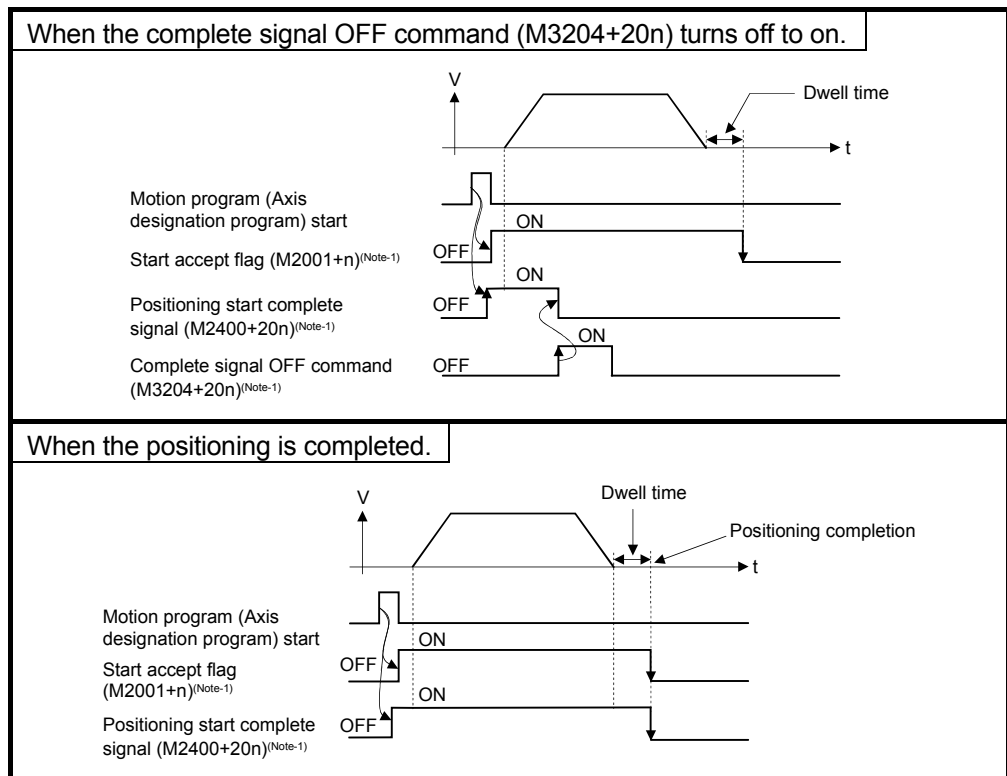 When the complete signal OFF command (M3204+20n) turns off to on.
V
Dwell time
t
Motion program (Axis
designation program) start
ON
Start accept flag (M2001+n)(Note-1)
OFF
ON
Positioning start complete
signal (M2400+20n)(Note-1)
OFF
ON
Complete signal OFF command
(M3204+20n)(Note-1)
OFF
When the positioning is completed.
V
Dwell time
Positioning completion
t
Motion program (Axis
designation program) start
ON
Start accept flag
(M2001+n)(Note-1)
OFF
ON
Positioning start complete
signal (M2400+20n)(Note-1)
OFF